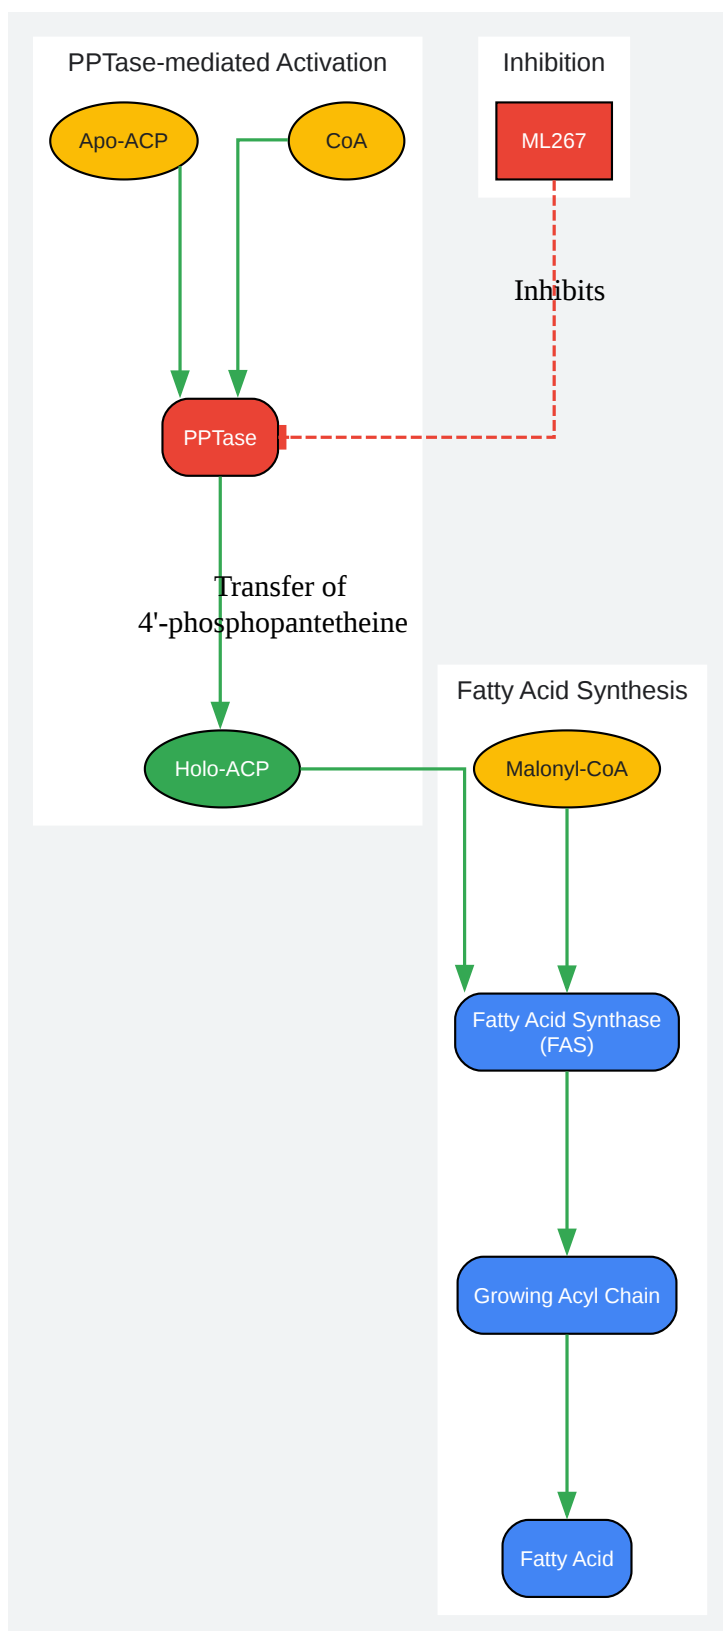 PPTase-mediated Activation
Inhibition
Apo-ACP
CoA
ML267
Inhibits
PPTase
Transfer of
4'-phosphopantetheine
Fatty Acid Synthesis
Holo-ACP
Malonyl-CoA
Fatty Acid Synthase
(FAS)
Growing Acyl Chain
Fatty Acid